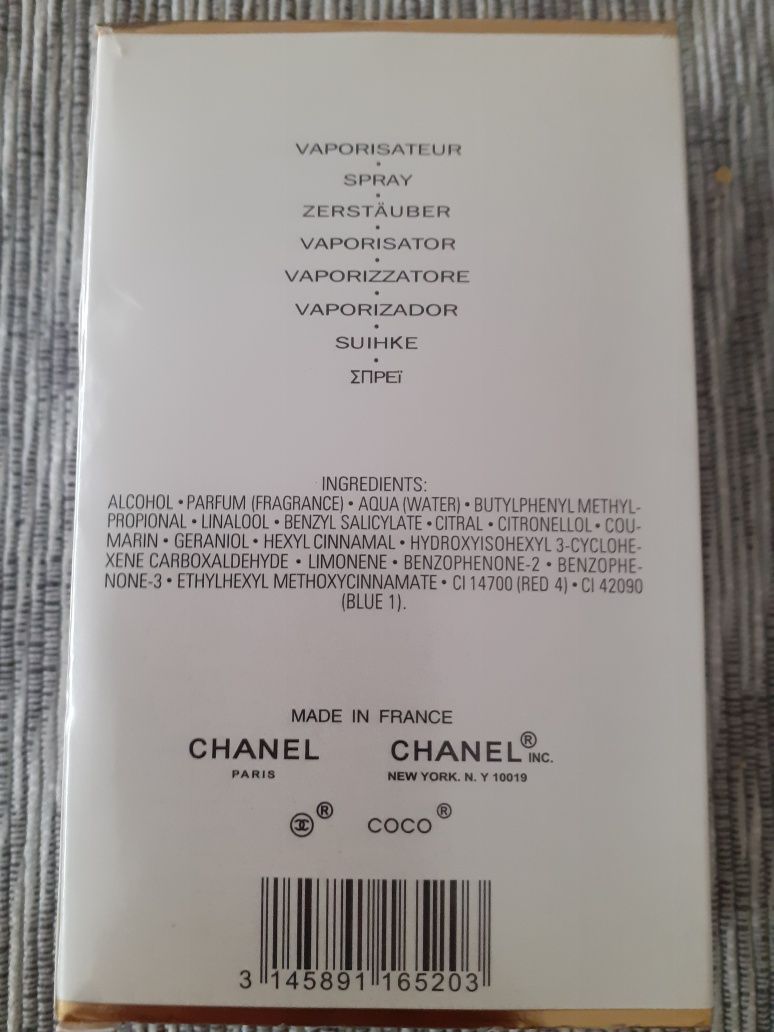 VAPORISATEUR
•
SPRAY
•
ZERSTÄUBER
•
VAPORISATOR
•
VAPORIZZATORE
•
VAPORIZADOR
•
SUIHKE
•
ΣΠΡΕΪ
INGREDIENTS:
ALCOHOL • PARFUM (FRAGRANCE) • AQUA (WATER) • BUTYLPHENYL METHYL-
PROPIONAL • LINALOOL • BENZYL SALICYLATE • CITRAL • CITRONELLOL • COU-
MARIN • GERANIOL • HEXYL CINNAMAL • HYDROXYISOHEXYL 3-CYCLOHE-
XENE CARBOXALDEHYDE • LIMONENE • BENZOPHENONE-2 • BENZOPHE-
NONE-3 • ETHYLHEXYL METHOXYCINNAMATE • CI 14700 (RED 4) • CI 42090
(BLUE 1).
MADE IN FRANCE
CHANEL CHANEL® INC.
PARIS NEW YORK. N. Y 10019
® COCO®
3 145891 165203